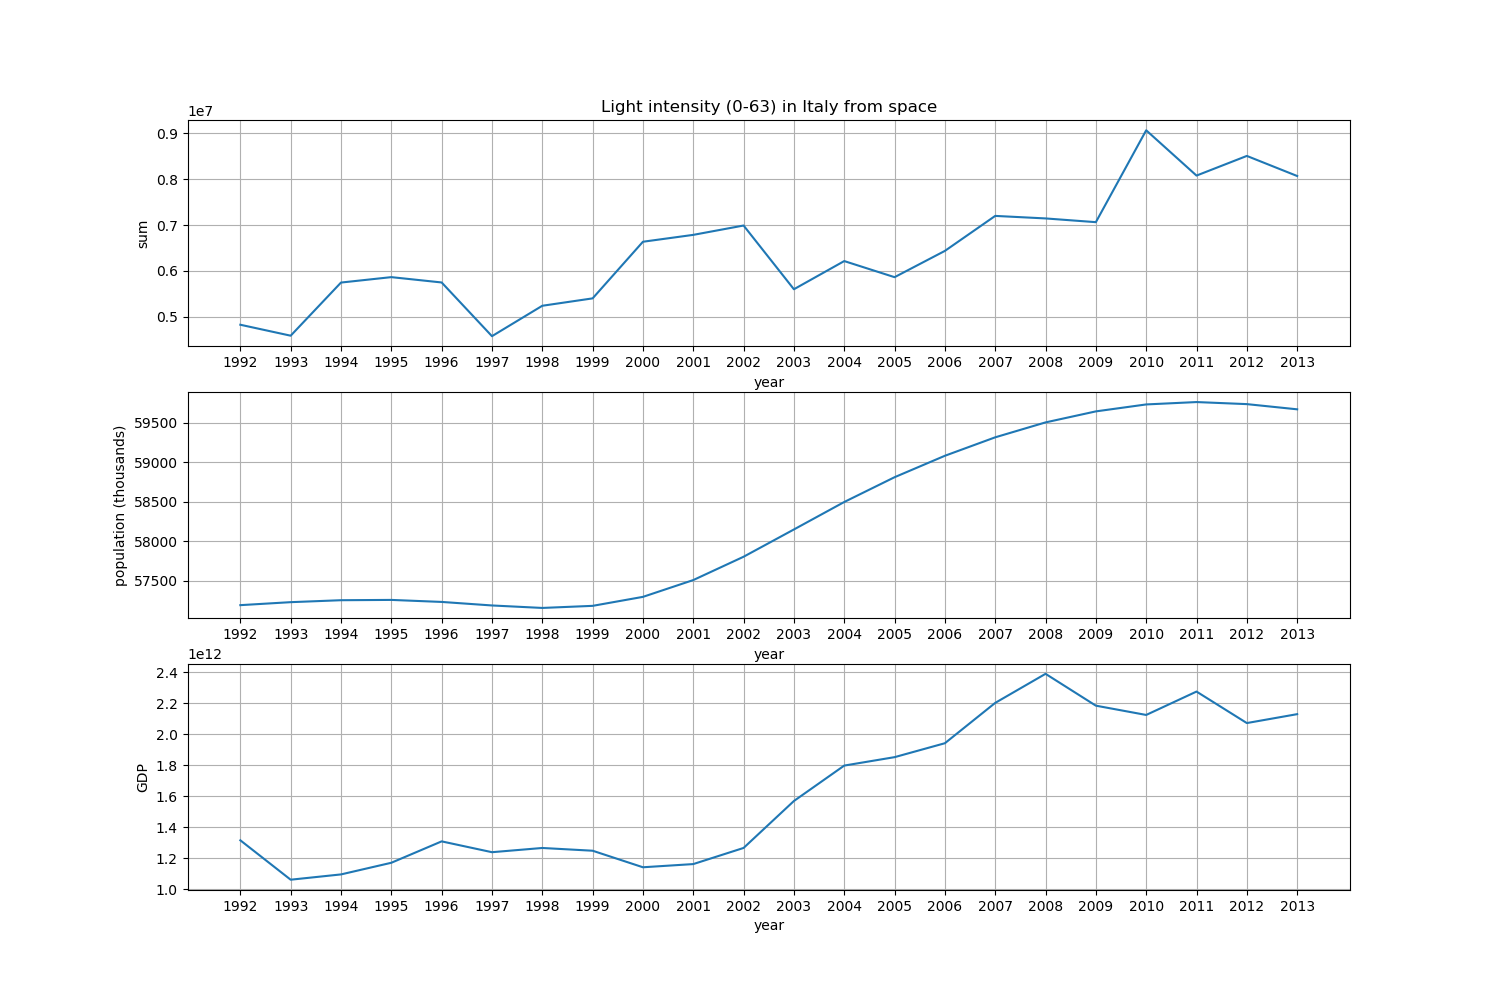 Light intensity (0-63) in Italy from space
1e7
0.9
0.8
0.7
0.6
0.5
sum
1992 1993 1994 1995 1996 1997 1998 1999 2000 2001 2002 2003 2004 2005 2006 2007 2008 2009 2010 2011 2012 2013
year
59500
59000
58500
58000
57500
population (thousands)
1992 1993 1994 1995 1996 1997 1998 1999 2000 2001 2002 2003 2004 2005 2006 2007 2008 2009 2010 2011 2012 2013
year
1e12
2.4
2.2
2.0
1.8
1.6
1.4
1.2
1.0
GDP
1992 1993 1994 1995 1996 1997 1998 1999 2000 2001 2002 2003 2004 2005 2006 2007 2008 2009 2010 2011 2012 2013
year